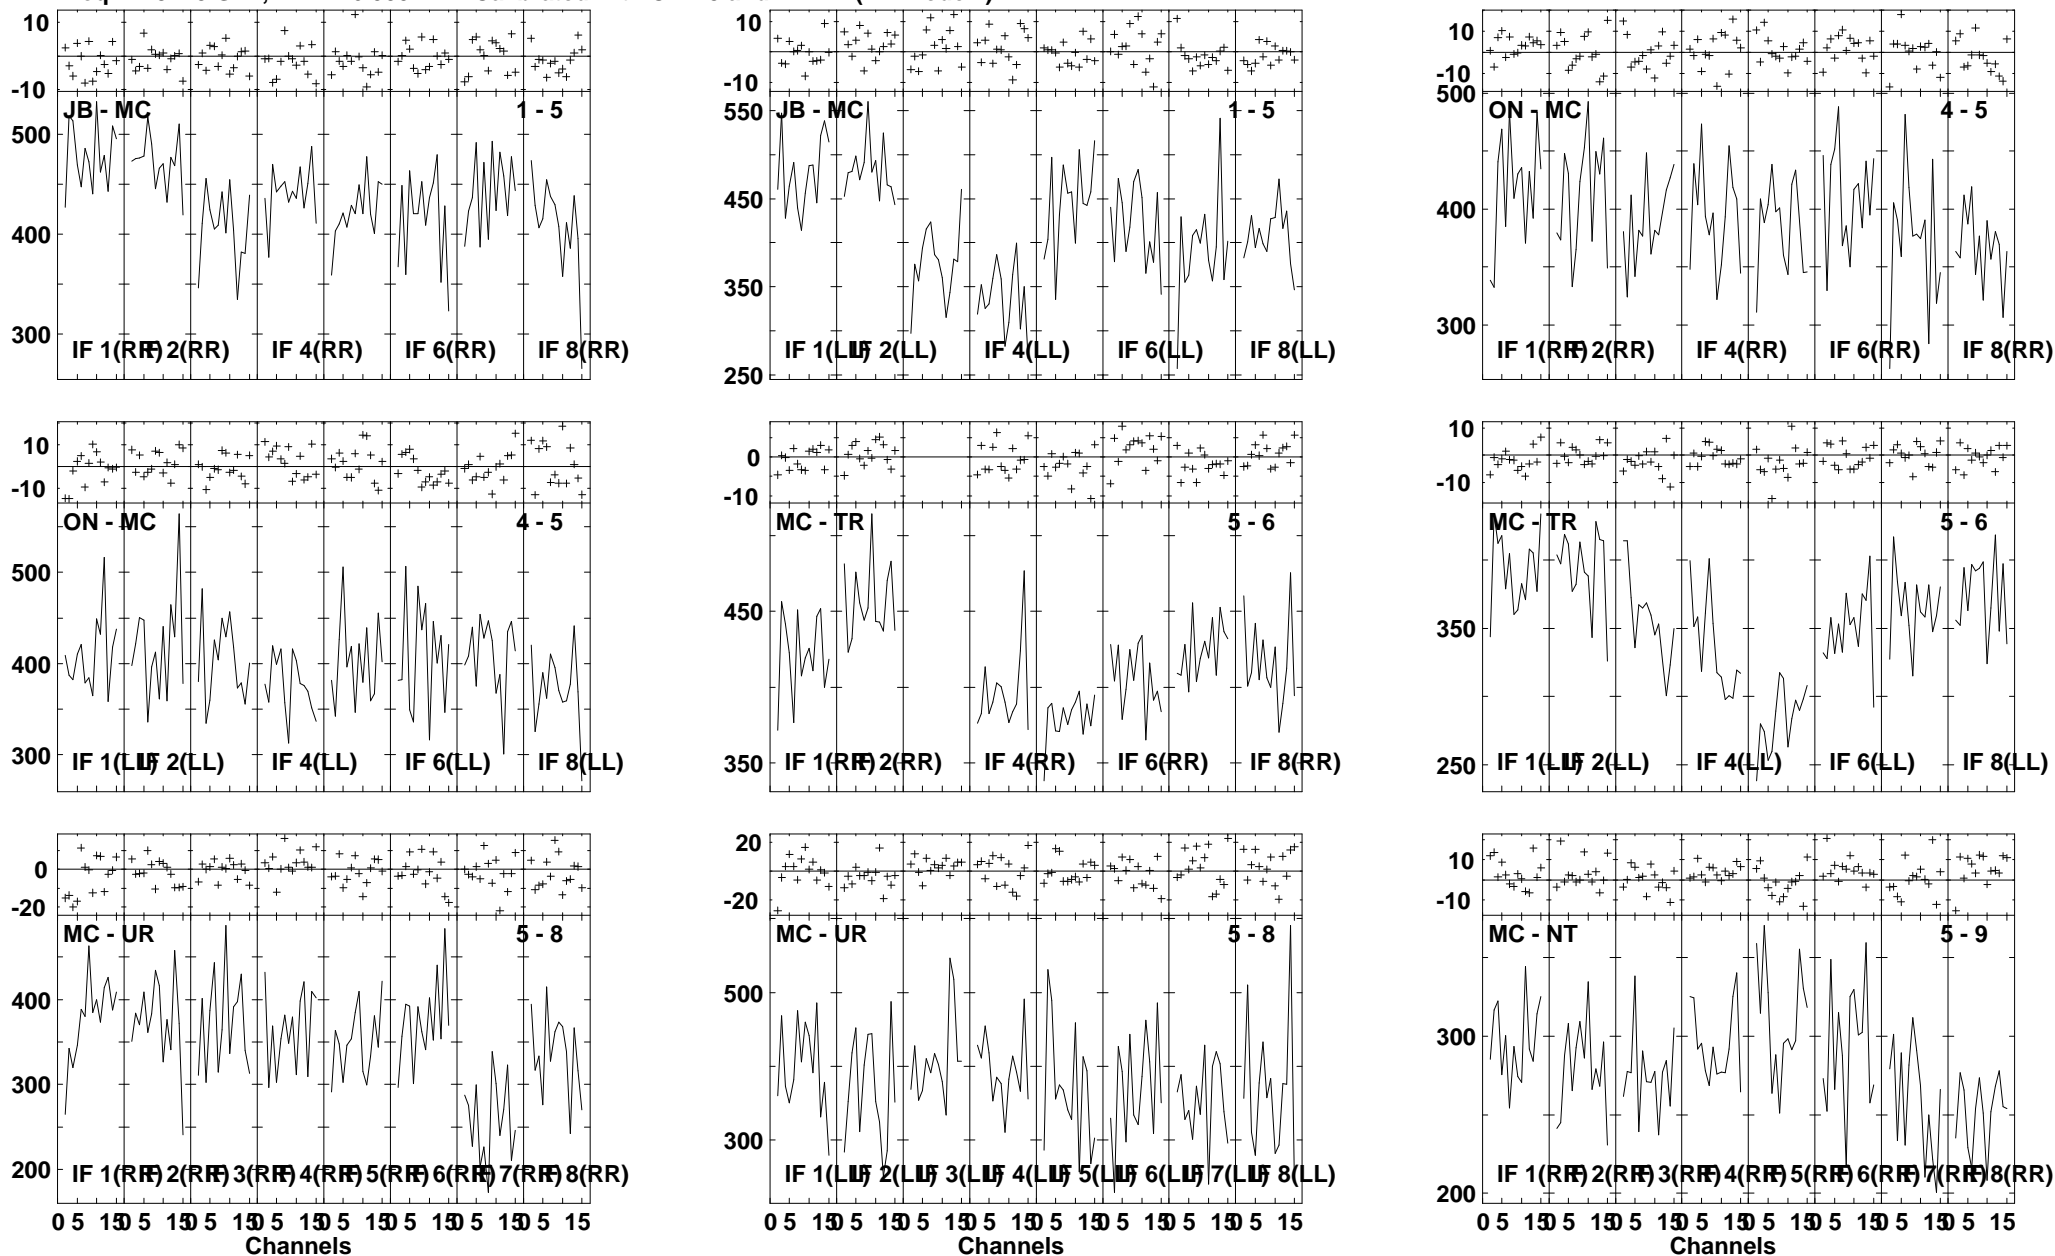 10
-10
JB - MC 1 - 5
500
400
300
IF 1(RR) IF 2(RR) IF 4(RR) IF 6(RR) IF 8(RR)
10
-10
JB - MC 1 - 5
550
450
350
250
IF 1(LL) IF 2(LL) IF 4(LL) IF 6(LL) IF 8(LL)
10
-10
500
ON - MC 4 - 5
400
300
IF 1(RR) IF 2(RR) IF 4(RR) IF 6(RR) IF 8(RR)
10
-10
ON - MC 4 - 5
500
400
300
IF 1(LL) IF 2(LL) IF 4(LL) IF 6(LL) IF 8(LL)
0
-10
MC - TR 5 - 6
450
350
IF 1(RR) IF 2(RR) IF 4(RR) IF 6(RR) IF 8(RR)
10
-10
MC - TR 5 - 6
350
250
IF 1(LL) IF 2(LL) IF 4(LL) IF 6(LL) IF 8(LL)
0
-20
MC - UR 5 - 8
400
300
200
IF 1(RR) IF 2(RR) IF 3(RR) IF 4(RR) IF 5(RR) IF 6(RR) IF 7(RR) IF 8(RR)
0 5 15 0 5 15 0 5 15 0 5 15 0 5 15 0 5 15 0 5 15 0 5 15
Channels
20
-20
MC - UR 5 - 8
500
300
IF 1(LL) IF 2(LL) IF 3(LL) IF 4(LL) IF 5(LL) IF 6(LL) IF 7(LL) IF 8(LL)
0 5 15 0 5 15 0 5 15 0 5 15 0 5 15 0 5 15 0 5 15 0 5 15
Channels
10
-10
MC - NT 5 - 9
300
200
IF 1(RR) IF 2(RR) IF 3(RR) IF 4(RR) IF 5(RR) IF 6(RR) IF 7(RR) IF 8(RR)
0 5 15 0 5 15 0 5 15 0 5 15 0 5 15 0 5 15 0 5 15 0 5 15
Channels